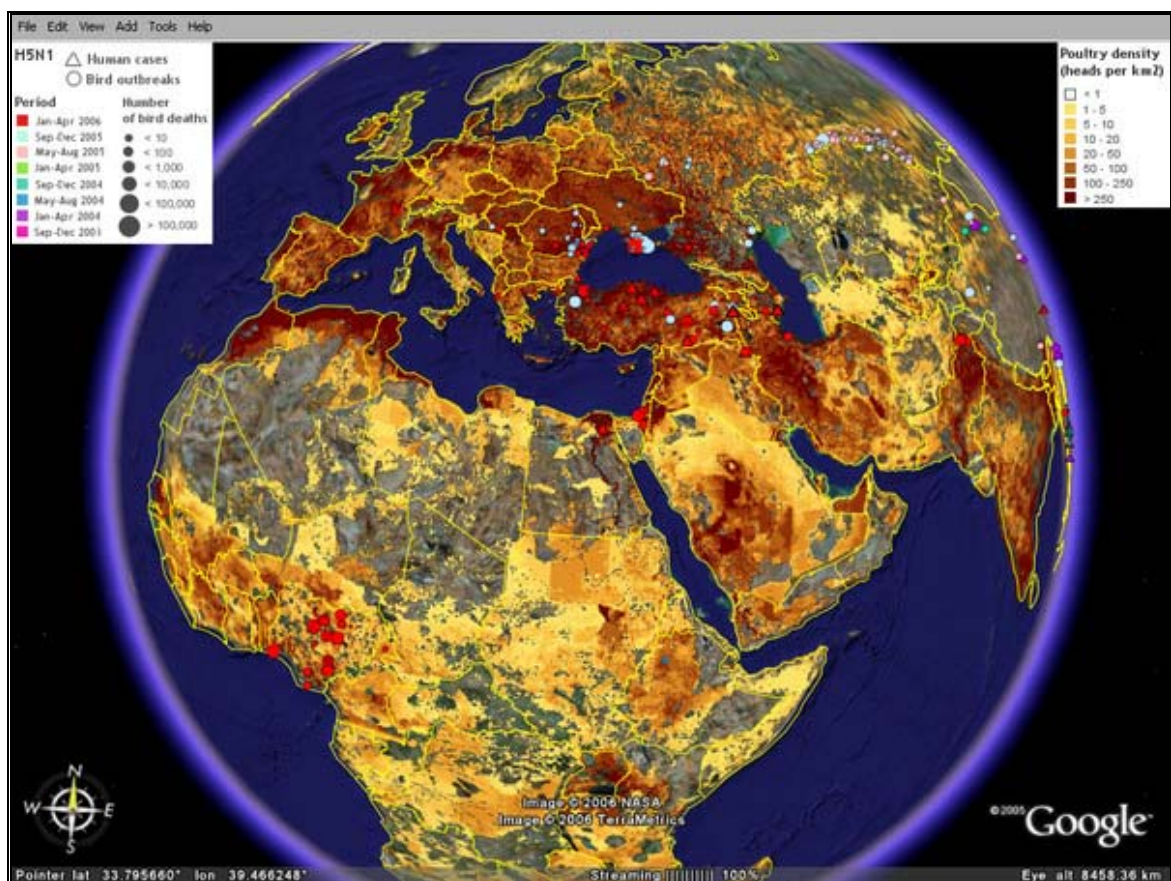 File Edit View Add Tools Help
H5N1
Human cases
Bird outbreaks
Period
Jan-Apr 2006
Sep-Dec 2005
May-Aug 2005
Jan-Apr 2005
Sep-Dec 2004
May-Aug 2004
Jan-Apr 2004
Sep-Dec 2003
Number
of bird deaths
< 10
< 100
< 1,000
< 10,000
< 100,000
> 100,000
Poultry density
(heads per km2)
< 1
1 - 5
5 - 10
10 - 20
20 - 50
50 - 100
100 - 250
> 250
N
W E
S
Image © 2006 NASA
Image © 2006 TerraMetrics
©2005 Google
Pointer lat 33.795660° lon 39.466248° Streaming |||||||||| 100% Eye alt 8458.36 km